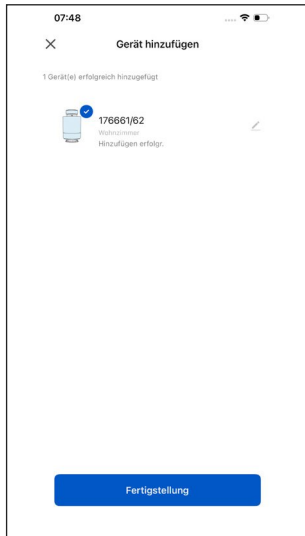 07:48
Gerät hinzufügen
1 Gerät(e) erfolgreich hinzugefügt
176661/62
Wohnzimmer
Hinzufügen erfolgr.
Fertigstellung